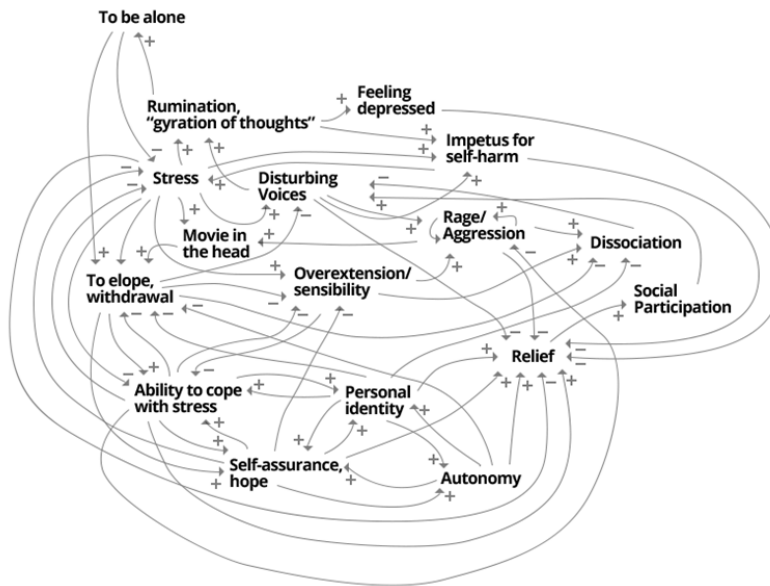 To be alone
Feeling
depressed
Rumination,
“gyration of thoughts”
Impetus for
self-harm
Stress
Disturbing
Voices
Rage/
Aggression
Movie in
the head
Dissociation
To elope,
withdrawal
Overextension/
sensibility
Social
Participation
Relief
Ability to cope
with stress
Personal
identity
Self-assurance,
hope
Autonomy